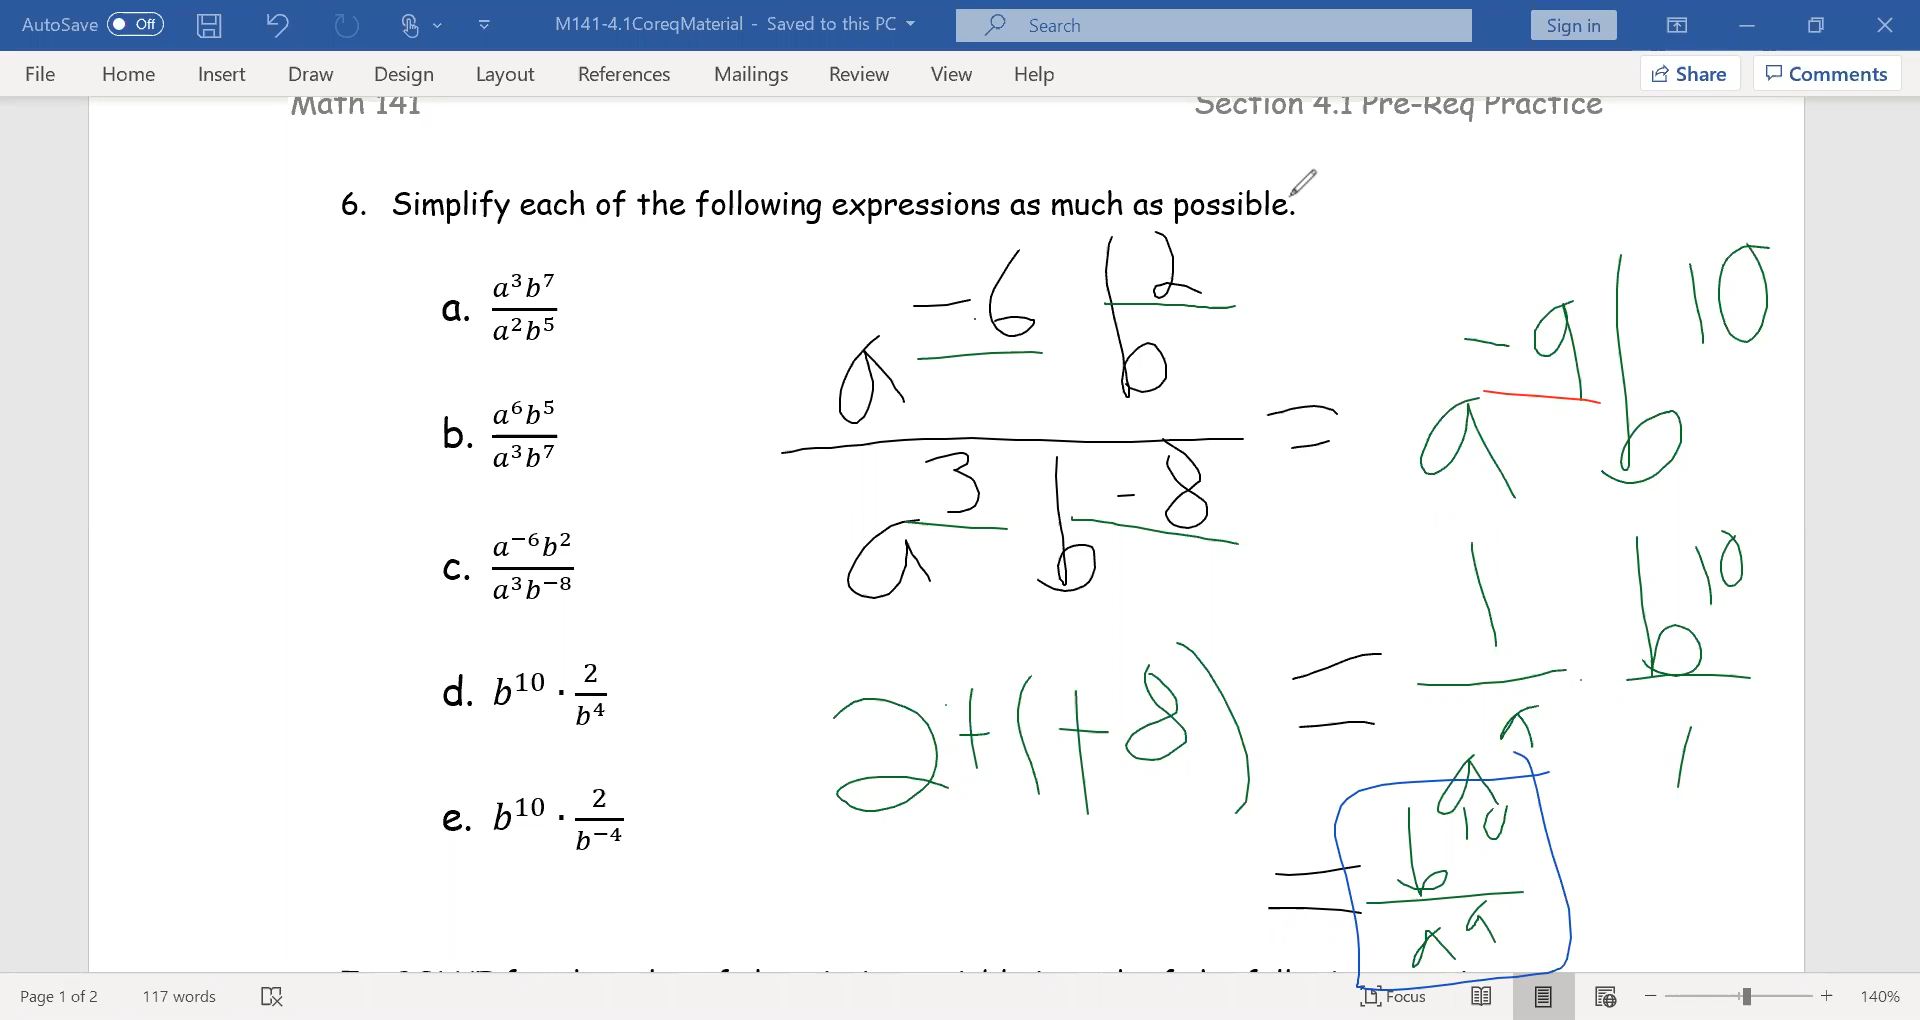 AutoSave Off M141-4.1CoreqMaterial - Saved to this PC Search Sign in
File Home Insert Draw Design Layout References Mailings Review View Help Share Comments
Math 141 Section 4.1 Pre-Req Practice
6. Simplify each of the following expressions as much as possible.
a. a³b⁷ / a²b⁵
b. a⁶b⁵ / a³b⁷
c. a⁻⁶b² / a³b⁻⁸
d. b¹⁰ · 2 / b⁴
e. b¹⁰ · 2 / b⁻⁴
a⁻⁶ b² / a³ b⁻⁸ = a⁻⁹ b¹⁰
2 + (+8)
= 1 / a⁹ · b¹⁰ / 1
= b¹⁰ / a⁹
Page 1 of 2 117 words Focus 140%